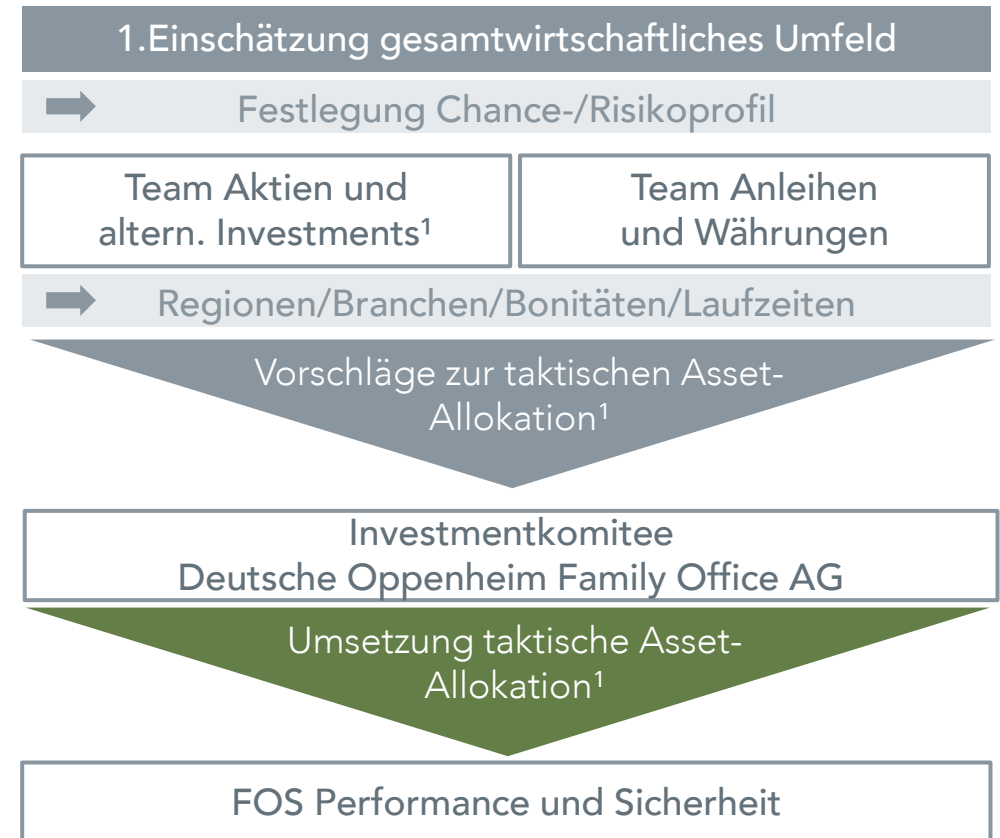 1.Einschätzung gesamtwirtschaftliches Umfeld
Festlegung Chance-/Risikoprofil
Team Aktien und
altern. Investments¹
Team Anleihen
und Währungen
Regionen/Branchen/Bonitäten/Laufzeiten
Vorschläge zur taktischen Asset-
Allokation¹
Investmentkomitee
Deutsche Oppenheim Family Office AG
Umsetzung taktische Asset-
Allokation¹
FOS Performance und Sicherheit